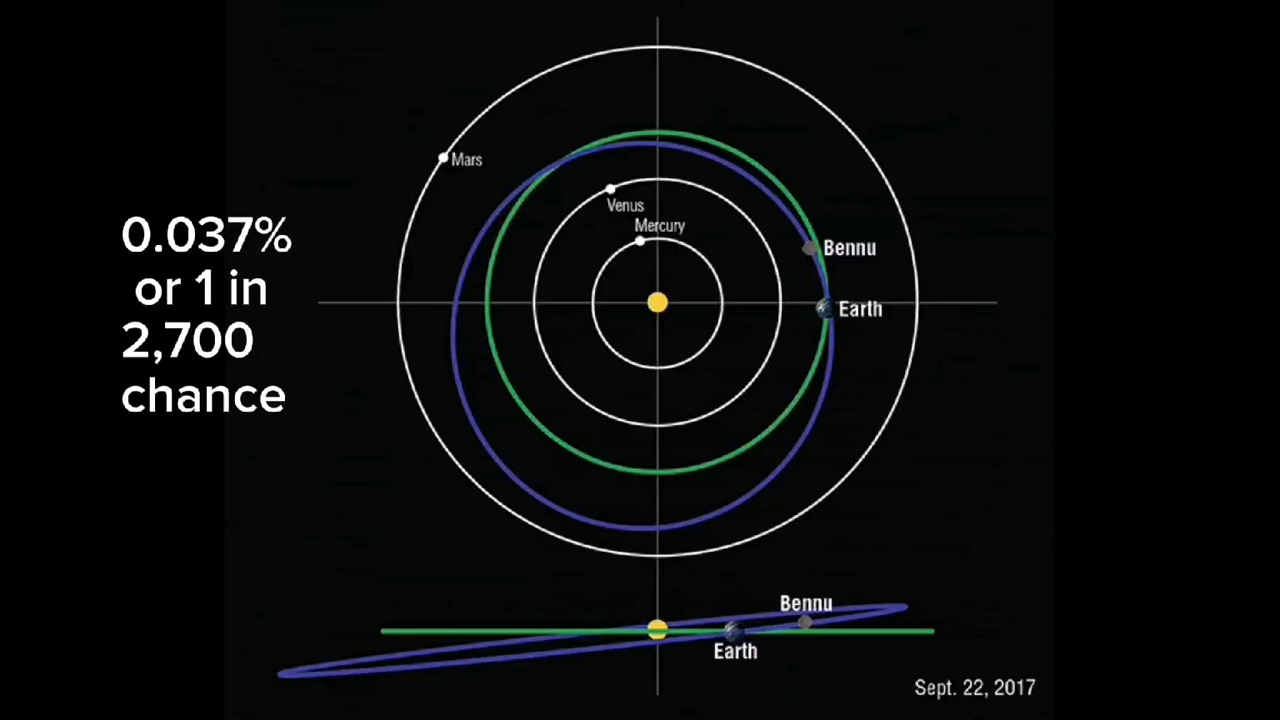 Mars
Venus
Mercury
0.037%
or 1 in
2,700
chance
Bennu
Earth
Bennu
Earth
Sept. 22, 2017